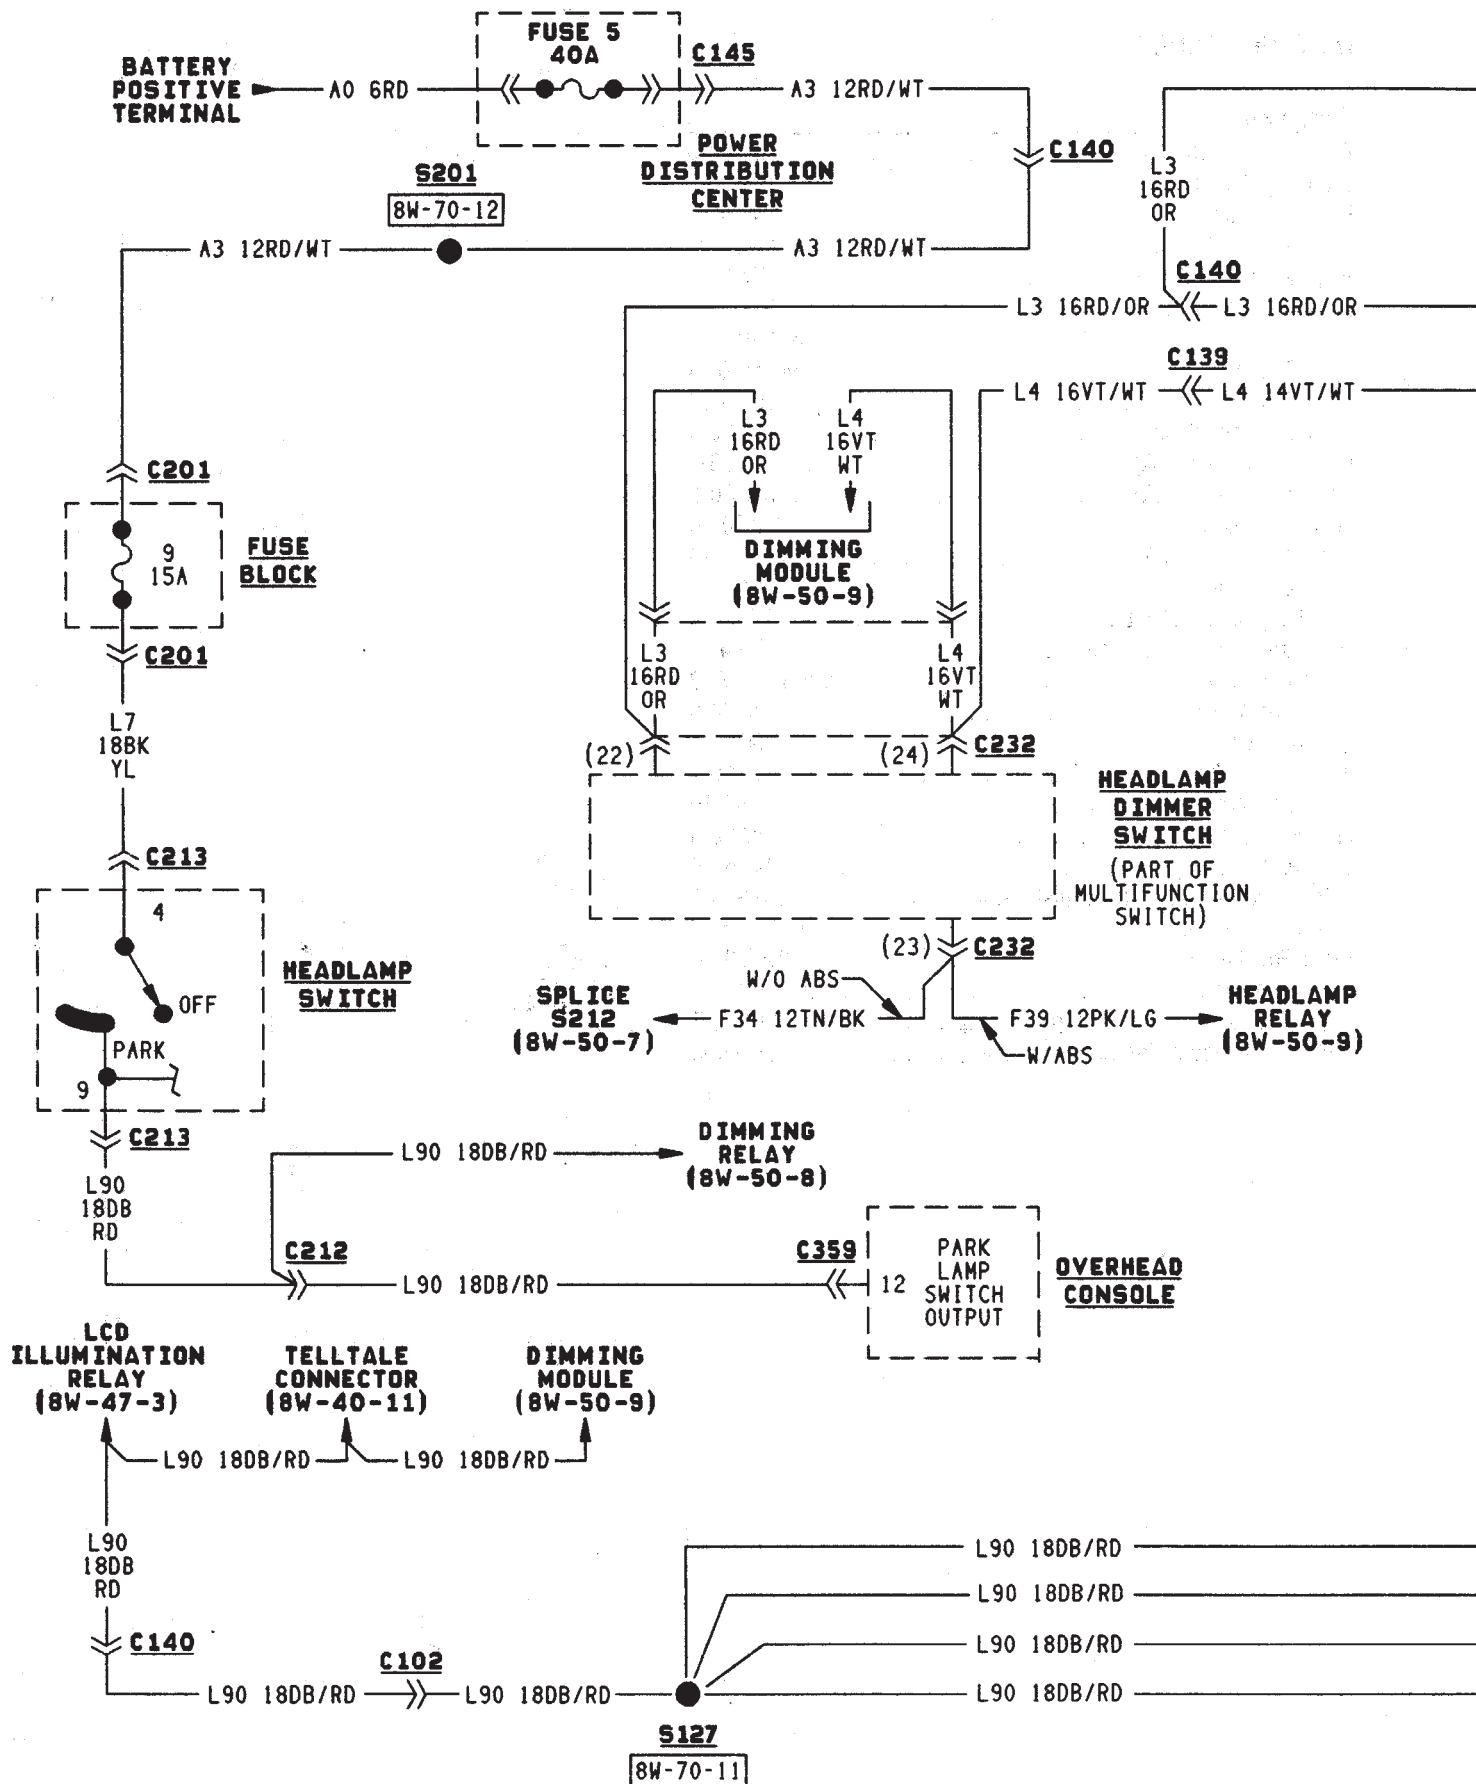 FUSE 5
40A
C145
BATTERY
POSITIVE
TERMINAL
A0 6RD
A3 12RD/WT
POWER
DISTRIBUTION
CENTER
C140
L3
16RD
OR
S201
8W-70-12
A3 12RD/WT
A3 12RD/WT
C140
L3 16RD/OR
L3 16RD/OR
C139
L4 16VT/WT
L4 14VT/WT
L3
16RD
OR
L4
16VT
WT
C201
9
15A
FUSE
BLOCK
DIMMING
MODULE
(8W-50-9)
C201
L3
16RD
OR
L4
16VT
WT
L7
18BK
YL
(22)
(24)
C232
HEADLAMP
DIMMER
SWITCH
(PART OF
MULTIFUNCTION
SWITCH)
C213
4
OFF
PARK
9
HEADLAMP
SWITCH
(23)
C232
W/O ABS
SPLICE
S212
(8W-50-7)
F34 12TN/BK
F39 12PK/LG
W/ABS
HEADLAMP
RELAY
(8W-50-9)
C213
L90 18DB/RD
DIMMING
RELAY
(8W-50-8)
L90
18DB
RD
C212
L90 18DB/RD
C359
12
PARK
LAMP
SWITCH
OUTPUT
OVERHEAD
CONSOLE
LCD
ILLUMINATION
RELAY
(8W-47-3)
TELLTALE
CONNECTOR
(8W-40-11)
DIMMING
MODULE
(8W-50-9)
L90 18DB/RD
L90 18DB/RD
L90
18DB
RD
L90 18DB/RD
L90 18DB/RD
L90 18DB/RD
L90 18DB/RD
C140
C102
L90 18DB/RD
L90 18DB/RD
S127
8W-70-11